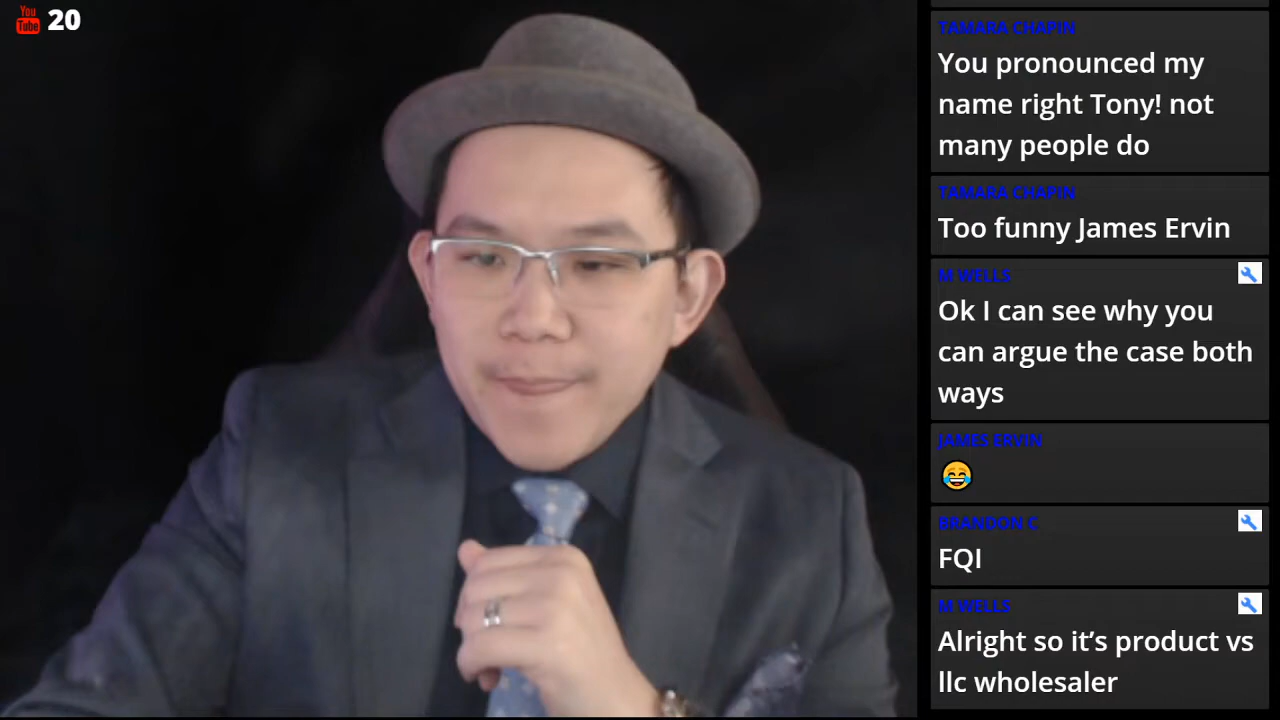 You
Tube 20
TAMARA CHAPIN
You pronounced my
name right Tony! not
many people do
TAMARA CHAPIN
Too funny James Ervin
M WELLS
Ok I can see why you
can argue the case both
ways
JAMES ERVIN
😂
BRANDON C
FQI
M WELLS
Alright so it’s product vs
llc wholesaler